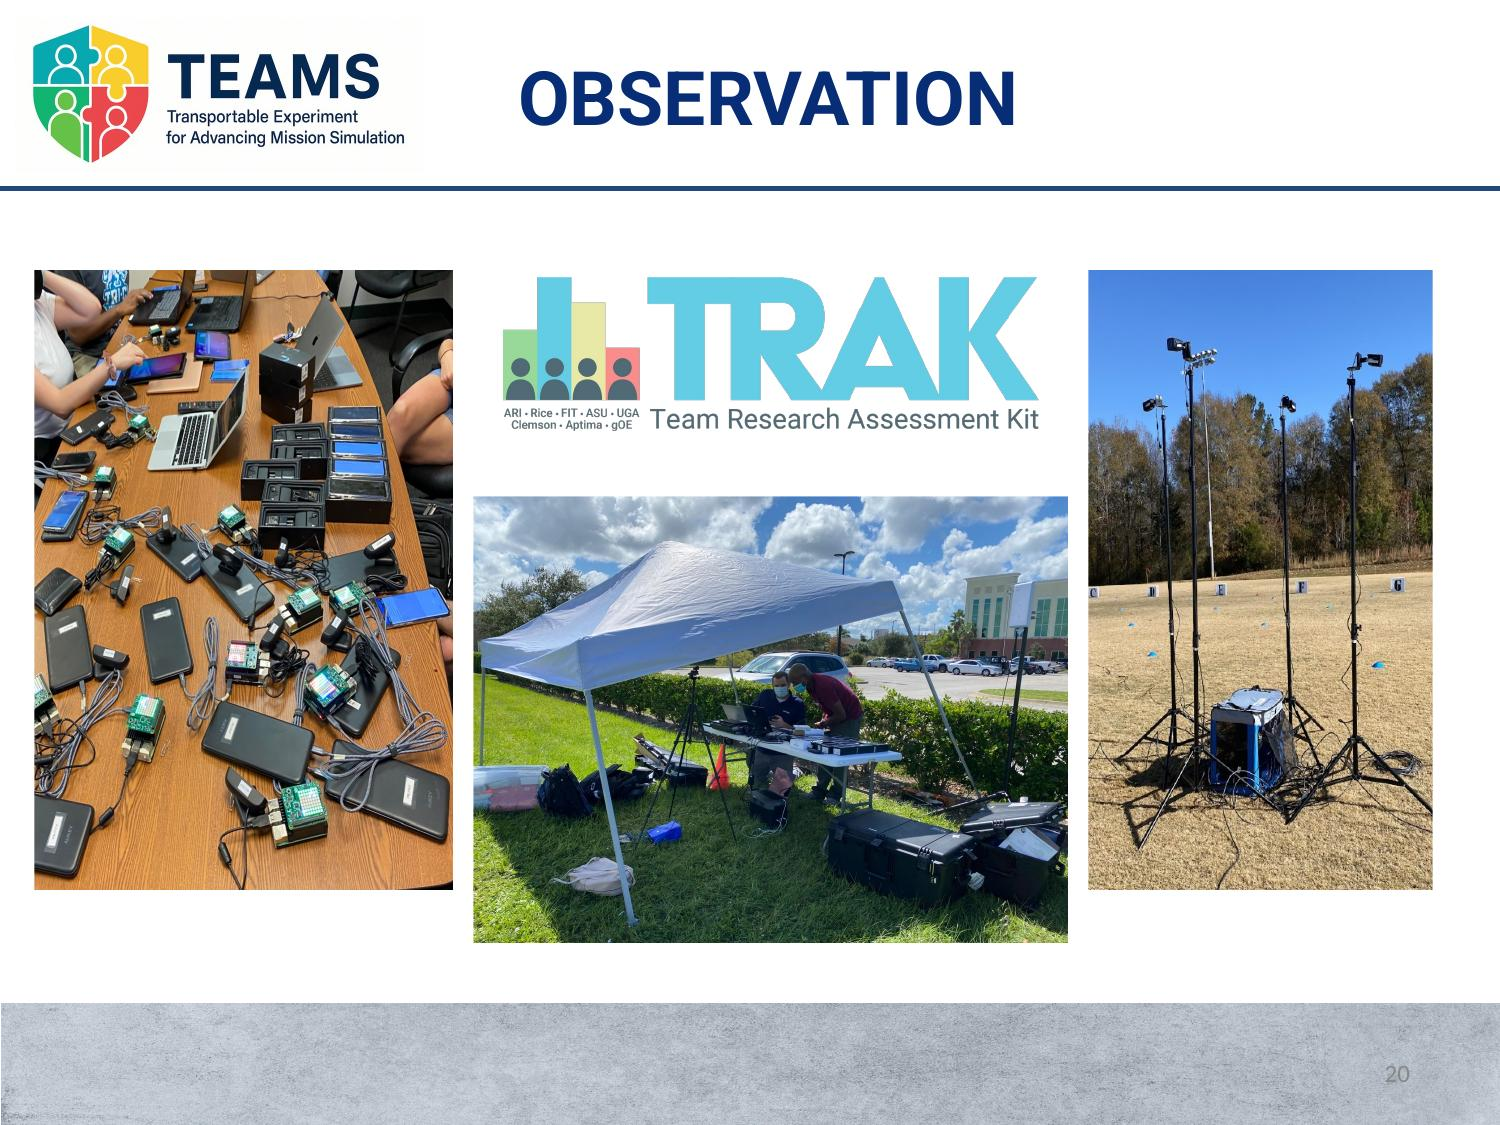 TEAMS
Transportable Experiment
for Advancing Mission Simulation
OBSERVATION
TRAK
ARI • Rice • FIT • ASU • UGA
Clemson • Aptima • gOE
Team Research Assessment Kit
C
D
E
F
G
20